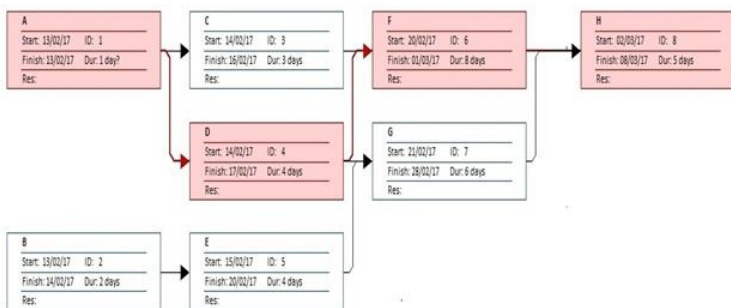 A
Start: 13/02/17 ID: 1
Finish: 13/02/17 Dur: 1 day?
Res:
C
Start: 14/02/17 ID: 3
Finish: 16/02/17 Dur: 3 days
Res:
F
Start: 20/02/17 ID: 6
Finish: 01/03/17 Dur: 8 days
Res:
H
Start: 02/03/17 ID: 8
Finish: 08/03/17 Dur: 5 days
Res:
D
Start: 14/02/17 ID: 4
Finish: 17/02/17 Dur: 4 days
Res:
G
Start: 21/02/17 ID: 7
Finish: 28/02/17 Dur: 6 days
Res:
B
Start: 13/02/17 ID: 2
Finish: 14/02/17 Dur: 2 days
Res:
E
Start: 15/02/17 ID: 5
Finish: 20/02/17 Dur: 4 days
Res: